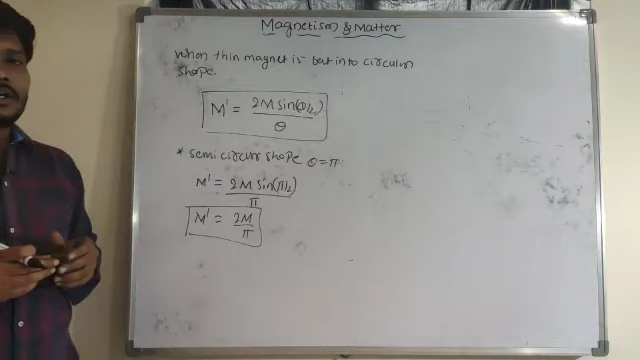 Magnetism & Matter
when thin magnet is bent into circular
shape.
M' = 2M sin(θ/2) / θ
* semi circular shape θ = π
M' = 2M sin(π/2) / π
M' = 2M / π